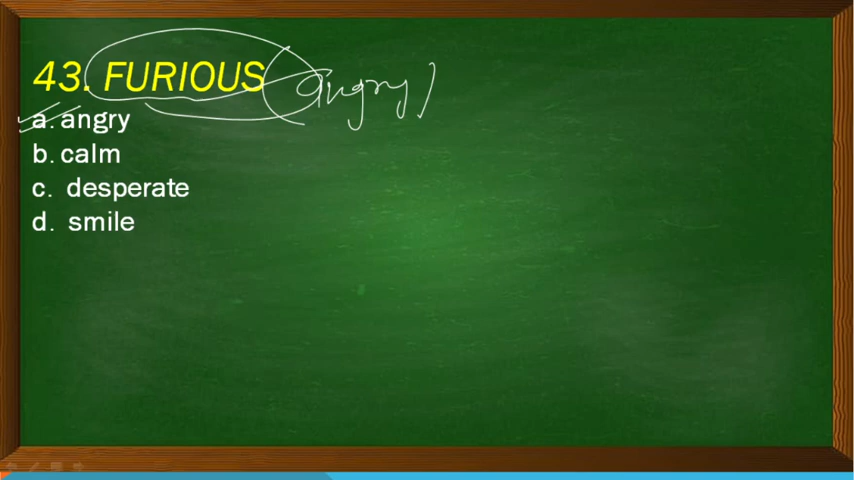 43. FURIOUS (angry)
a. angry
b. calm
c. desperate
d. smile